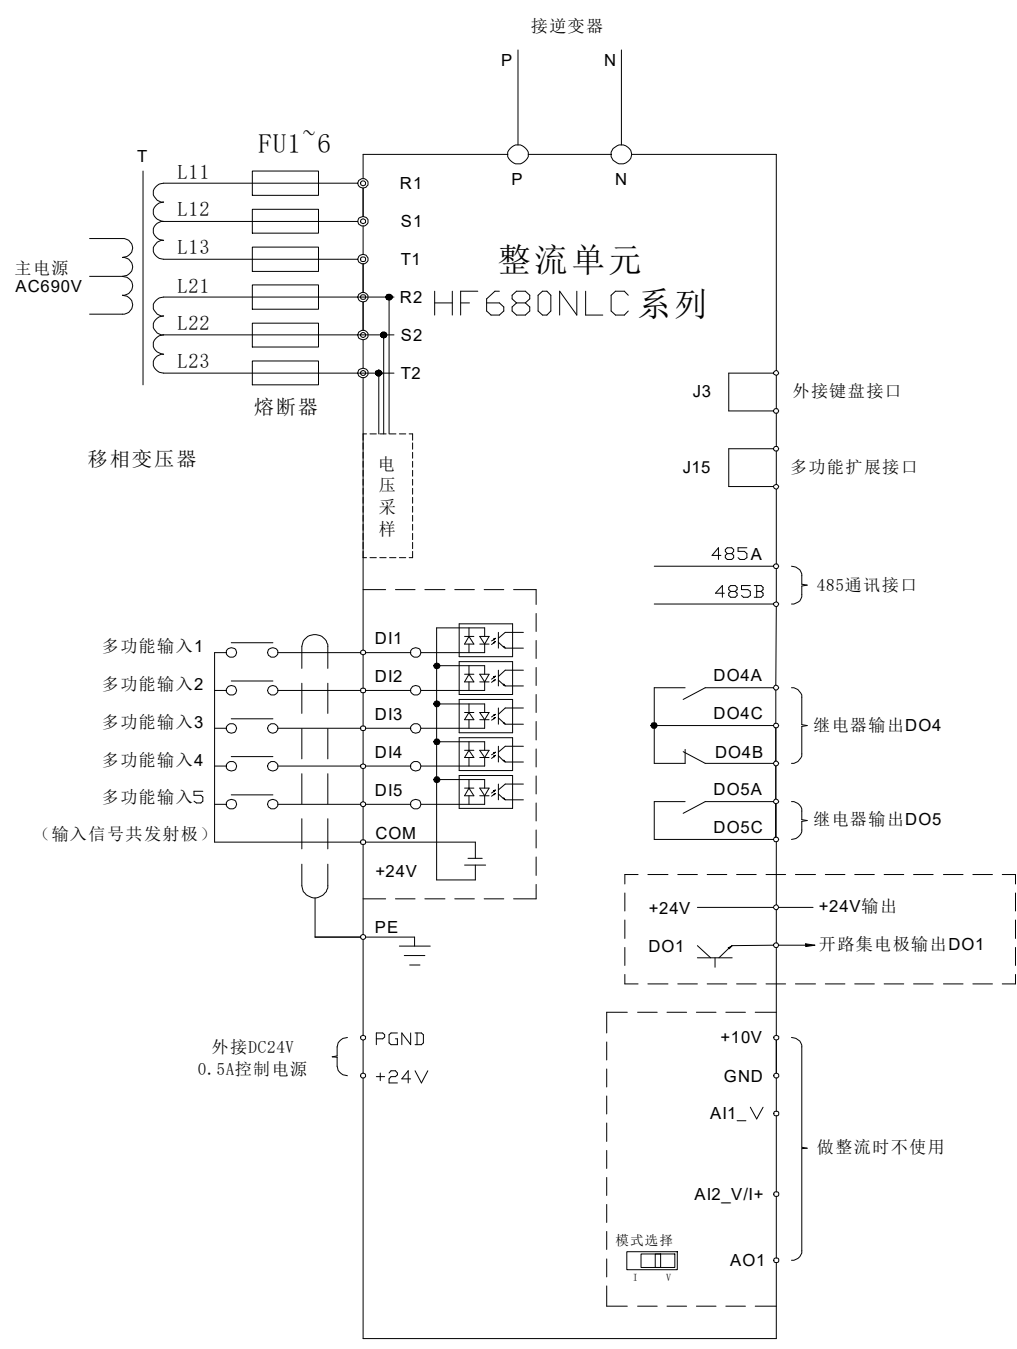 接逆变器
P
N
P
N
FU1~6
T
L11
R1
L12
S1
L13
T1
整流单元
HF680NLC系列
主电源
AC690V
L21
R2
L22
S2
L23
T2
熔断器
移相变压器
电压采样
J3
外接键盘接口
J15
多功能扩展接口
485A
485B
485通讯接口
多功能输入1
DI1
多功能输入2
DI2
多功能输入3
DI3
多功能输入4
DI4
多功能输入5
DI5
(输入信号共发射极)
COM
+24V
PE
DO4A
DO4C
DO4B
继电器输出DO4
DO5A
DO5C
继电器输出DO5
+24V
+24V输出
DO1
开路集电极输出DO1
外接DC24V
0.5A控制电源
PGND
+24V
+10V
GND
AI1_V
做整流时不使用
AI2_V/I+
模式选择
I V
AO1